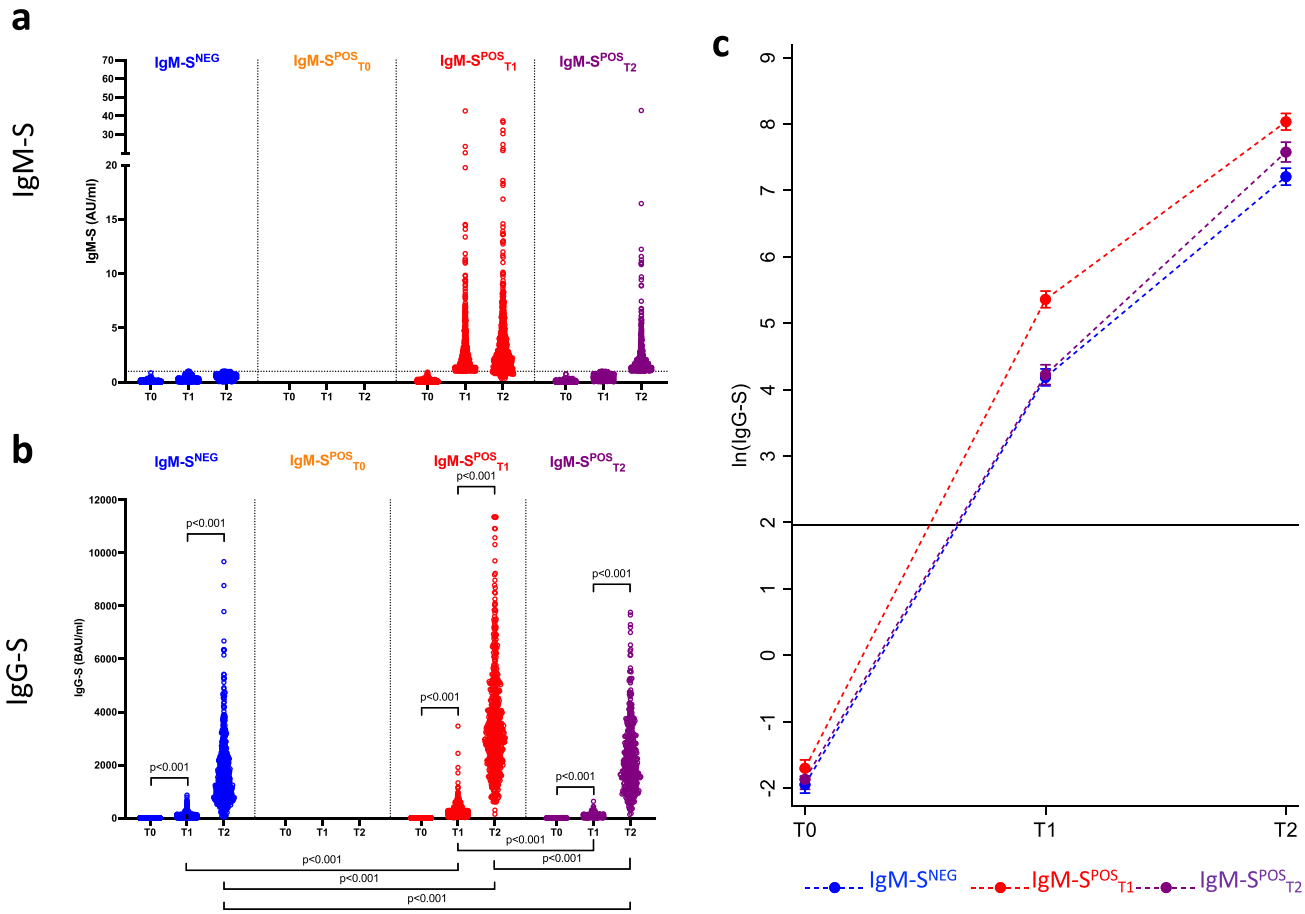 a
IgM-S^NEG IgM-S^POS_T0 IgM-S^POS_T1 IgM-S^POS_T2
IgM-S
IgM-S (AU/ml)
70
60
50
40
30
20
15
10
5
0
T0 T1 T2 T0 T1 T2 T0 T1 T2 T0 T1 T2
b
IgM-S^NEG IgM-S^POS_T0 IgM-S^POS_T1 IgM-S^POS_T2
IgG-S
IgG-S (BAU/ml)
12000
10000
8000
6000
4000
2000
0
p<0.001
p<0.001
p<0.001
p<0.001
p<0.001
p<0.001
T0 T1 T2 T0 T1 T2 T0 T1 T2 T0 T1 T2
p<0.001
p<0.001 p<0.001
p<0.001
p<0.001
c
ln(IgG-S)
9
8
7
6
5
4
3
2
1
0
-1
-2
T0 T1 T2
IgM-S^NEG IgM-S^POS_T1 IgM-S^POS_T2